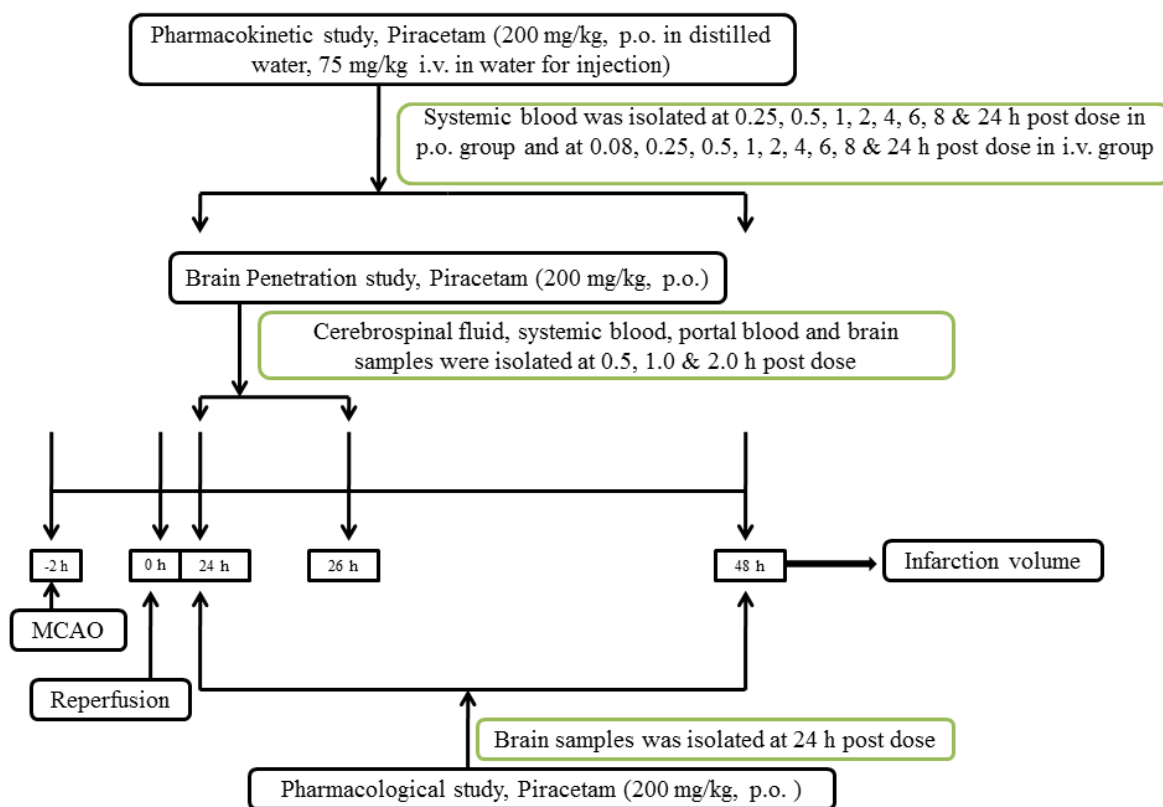 Pharmacokinetic study, Piracetam (200 mg/kg, p.o. in distilled
water, 75 mg/kg i.v. in water for injection)
Systemic blood was isolated at 0.25, 0.5, 1, 2, 4, 6, 8 & 24 h post dose in
p.o. group and at 0.08, 0.25, 0.5, 1, 2, 4, 6, 8 & 24 h post dose in i.v. group
Brain Penetration study, Piracetam (200 mg/kg, p.o.)
Cerebrospinal fluid, systemic blood, portal blood and brain
samples were isolated at 0.5, 1.0 & 2.0 h post dose
-2 h
0 h
24 h
26 h
48 h
Infarction volume
MCAO
Reperfusion
Brain samples was isolated at 24 h post dose
Pharmacological study, Piracetam (200 mg/kg, p.o. )